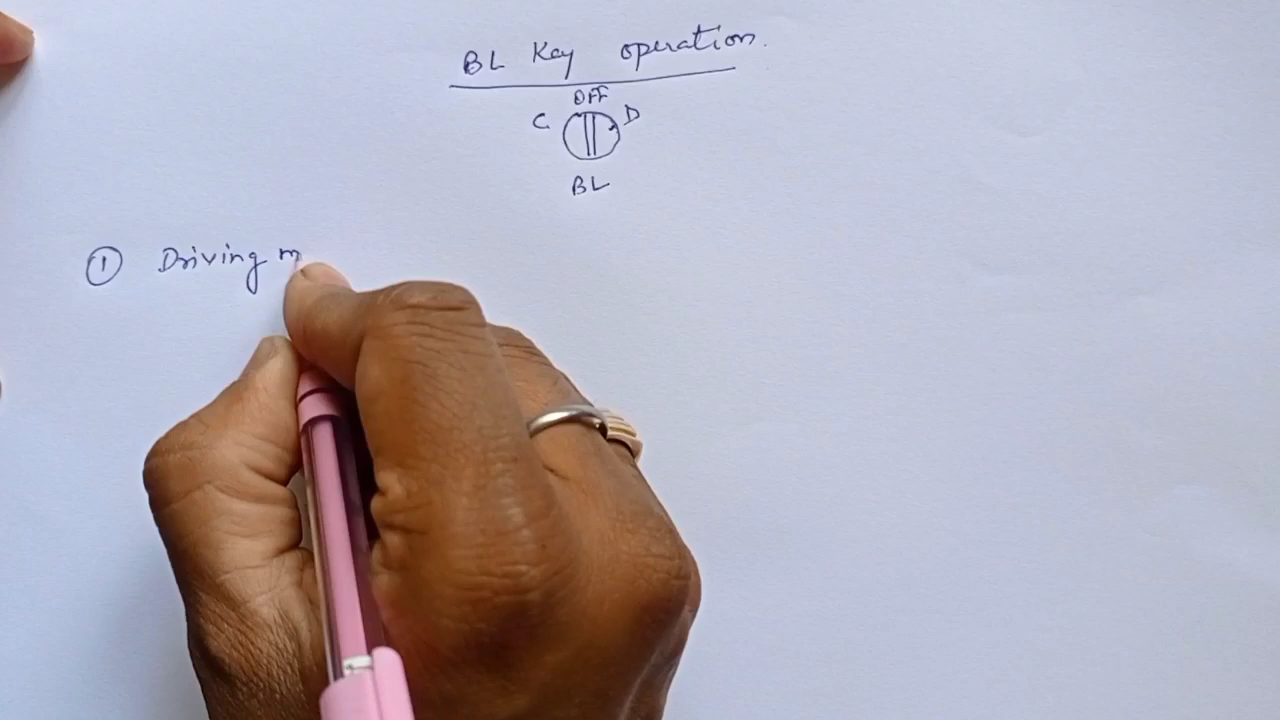 BL Key operation.
OFF
C D
BL
① Driving m